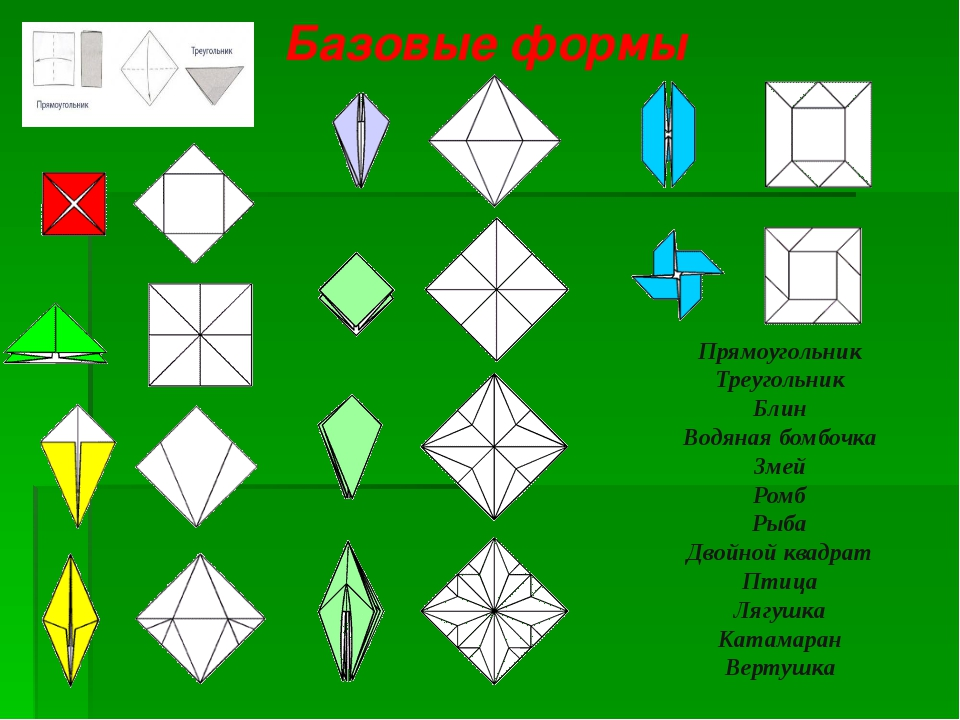 Базовые формы
Треугольник
Прямоугольник
Прямоугольник
Треугольник
Блин
Водяная бомбочка
Змей
Ромб
Рыба
Двойной квадрат
Птица
Лягушка
Катамаран
Вертушка